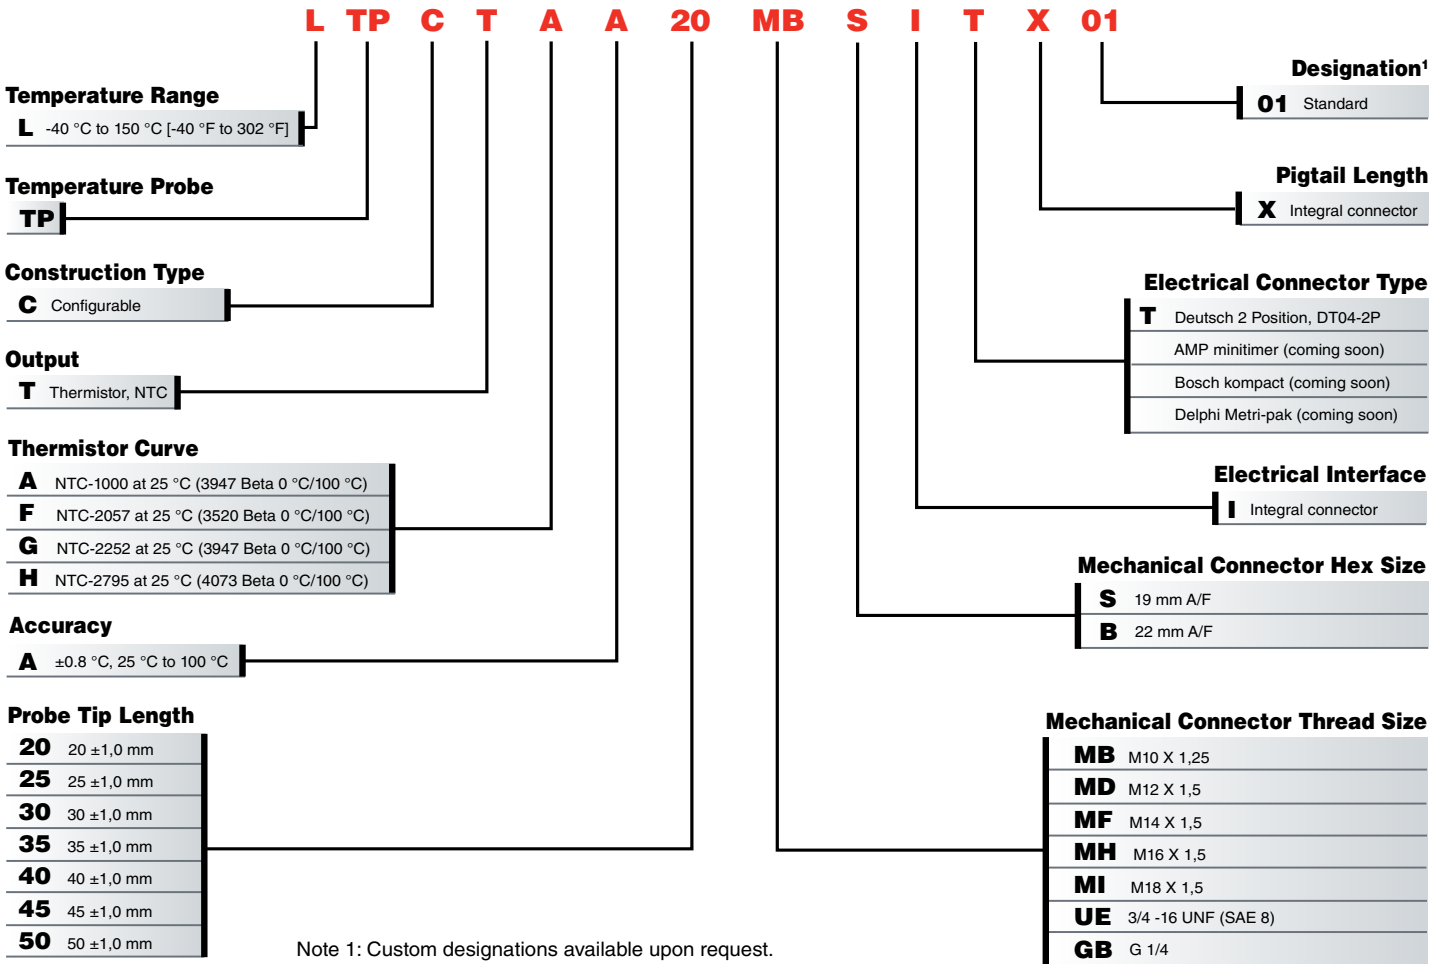 L TP C T A A 20 MB S I T X 01
Temperature Range
L -40 °C to 150 °C [-40 °F to 302 °F]
Temperature Probe
TP
Construction Type
C Configurable
Output
T Thermistor, NTC
Thermistor Curve
A NTC-1000 at 25 °C (3947 Beta 0 °C/100 °C)
F NTC-2057 at 25 °C (3520 Beta 0 °C/100 °C)
G NTC-2252 at 25 °C (3947 Beta 0 °C/100 °C)
H NTC-2795 at 25 °C (4073 Beta 0 °C/100 °C)
Accuracy
A ±0.8 °C, 25 °C to 100 °C
Probe Tip Length
20 20 ±1,0 mm
25 25 ±1,0 mm
30 30 ±1,0 mm
35 35 ±1,0 mm
40 40 ±1,0 mm
45 45 ±1,0 mm
50 50 ±1,0 mm
Designation¹
01 Standard
Pigtail Length
X Integral connector
Electrical Connector Type
T Deutsch 2 Position, DT04-2P
AMP minitimer (coming soon)
Bosch kompact (coming soon)
Delphi Metri-pak (coming soon)
Electrical Interface
I Integral connector
Mechanical Connector Hex Size
S 19 mm A/F
B 22 mm A/F
Mechanical Connector Thread Size
MB M10 X 1,25
MD M12 X 1,5
MF M14 X 1,5
MH M16 X 1,5
MI M18 X 1,5
UE 3/4 -16 UNF (SAE 8)
GB G 1/4
Note 1: Custom designations available upon request.